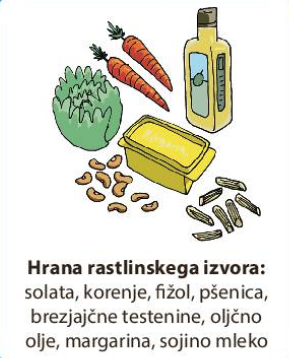 Hrana rastlinskega izvora:
solata, korenje, fižol, pšenica,
brezjajčne testenine, oljčno
olje, margarina, sojino mleko